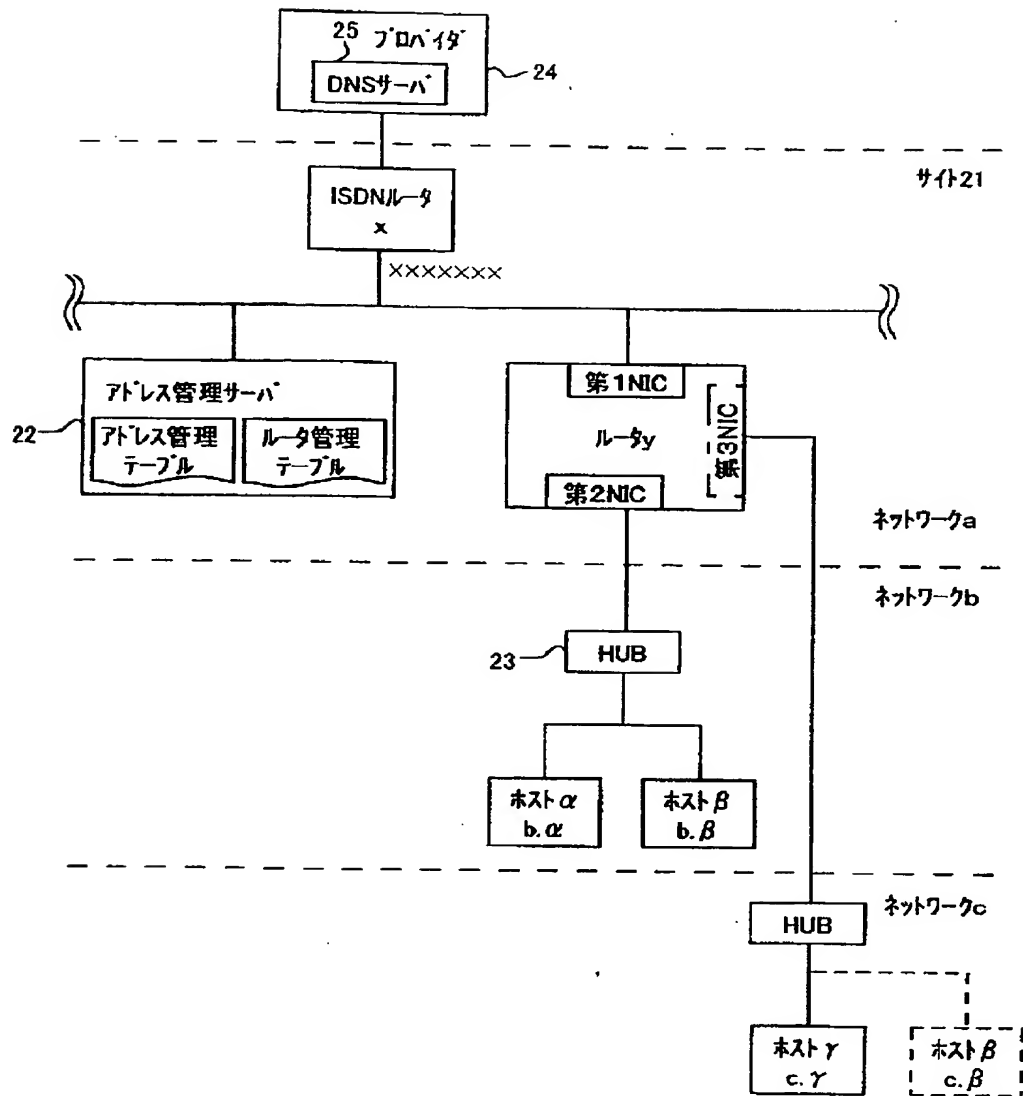 25 プロバイダ
DNSサーバ
24
ISDNルータ
x
サイト21
×××××××
アドレス管理サーバ
22
アドレス管理
テーブル
ルータ管理
テーブル
第1NIC
ルータy
第3NIC
第2NIC
ネットワークa
ネットワークb
23
HUB
ホストα
b.α
ホストβ
b.β
ネットワークc
HUB
ホストγ
c.γ
ホストβ
c.β